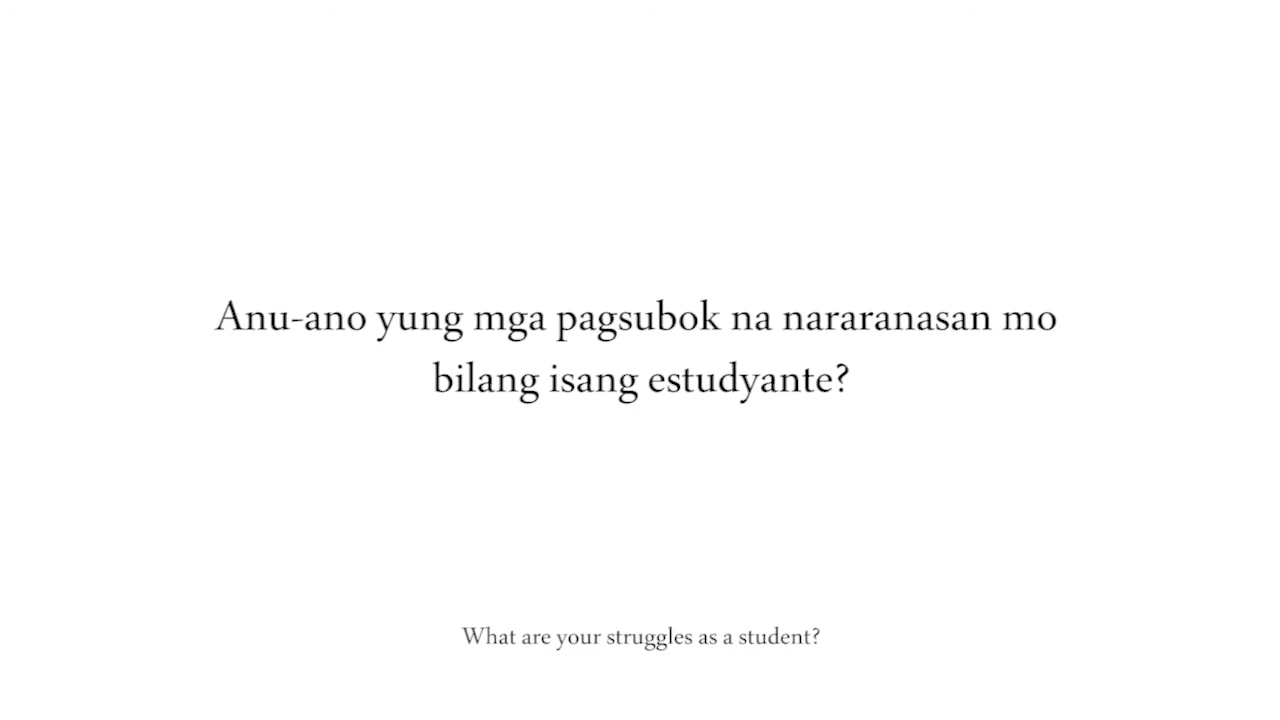 Anu-ano yung mga pagsubok na nararanasan mo
bilang isang estudyante?
What are your struggles as a student?